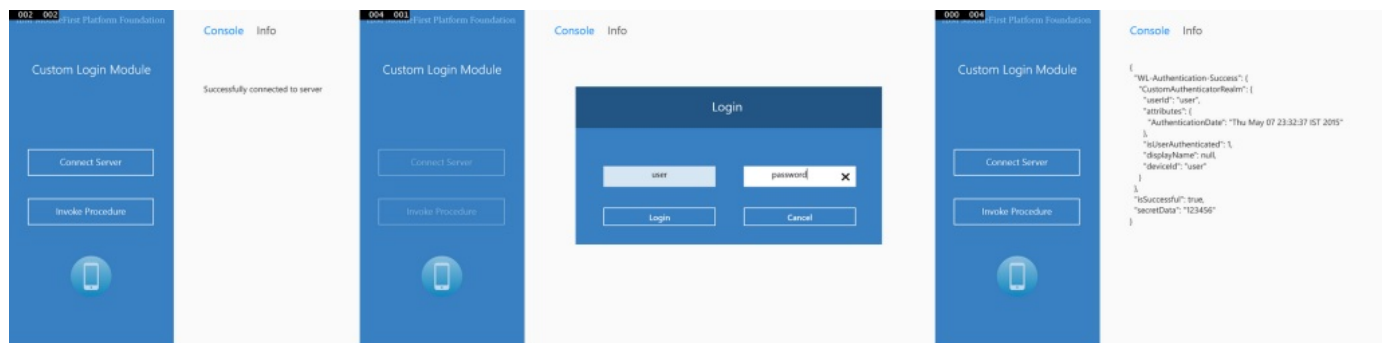 002 002
First Platform Foundation
Console Info
Custom Login Module
Successfully connected to server
Connect Server
Invoke Procedure
004 001
First Platform Foundation
Console Info
Custom Login Module
Connect Server
Invoke Procedure
Login
user
password
Login Cancel
000 004
First Platform Foundation
Console Info
Custom Login Module
Connect Server
Invoke Procedure
{
"WL-Authentication-Success": {
"CustomAuthenticatorRealm": {
"userId": "user",
"attributes": {
"AuthenticationDate": "Thu May 07 23:32:37 IST 2015"
},
"isUserAuthenticated": 1,
"displayName": null,
"deviceId": "user"
}
},
"isSuccessful": true,
"secretData": "123456"
}